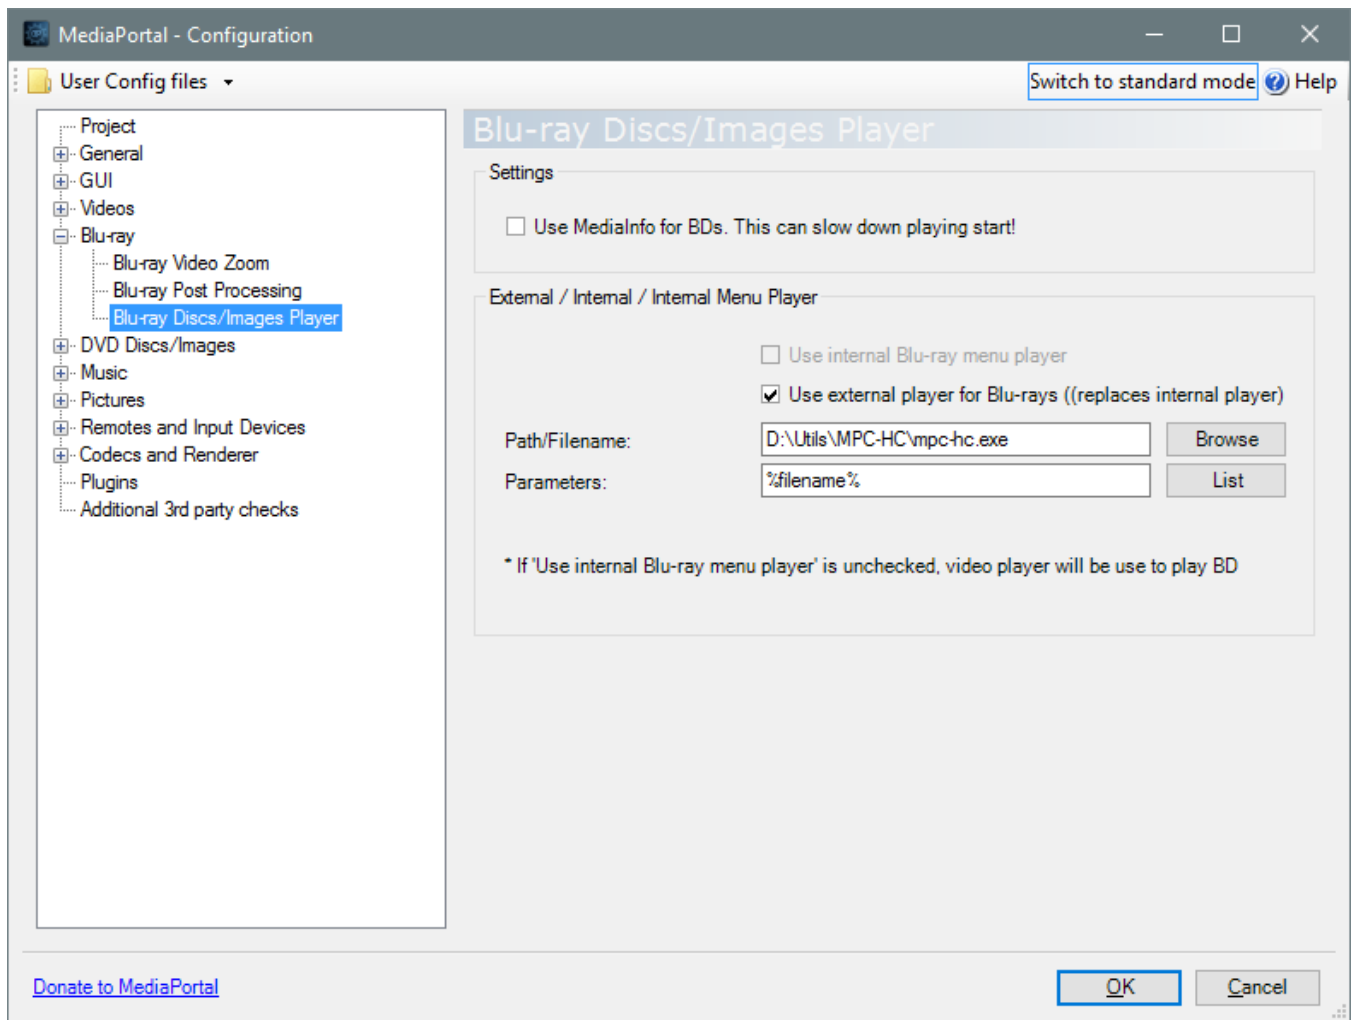 MediaPortal - Configuration
User Config files
Switch to standard mode
Help
Project
General
GUI
Videos
Blu-ray
Blu-ray Video Zoom
Blu-ray Post Processing
Blu-ray Discs/Images Player
DVD Discs/Images
Music
Pictures
Remotes and Input Devices
Codecs and Renderer
Plugins
Additional 3rd party checks
Blu-ray Discs/Images Player
Settings
Use MediaInfo for BDs. This can slow down playing start!
External / Internal / Internal Menu Player
Use internal Blu-ray menu player
Use external player for Blu-rays ((replaces internal player)
Path/Filename: D:\Utils\MPC-HC\mpc-hc.exe Browse
Parameters: %filename% List
* If 'Use internal Blu-ray menu player' is unchecked, video player will be use to play BD
Donate to MediaPortal
OK
Cancel